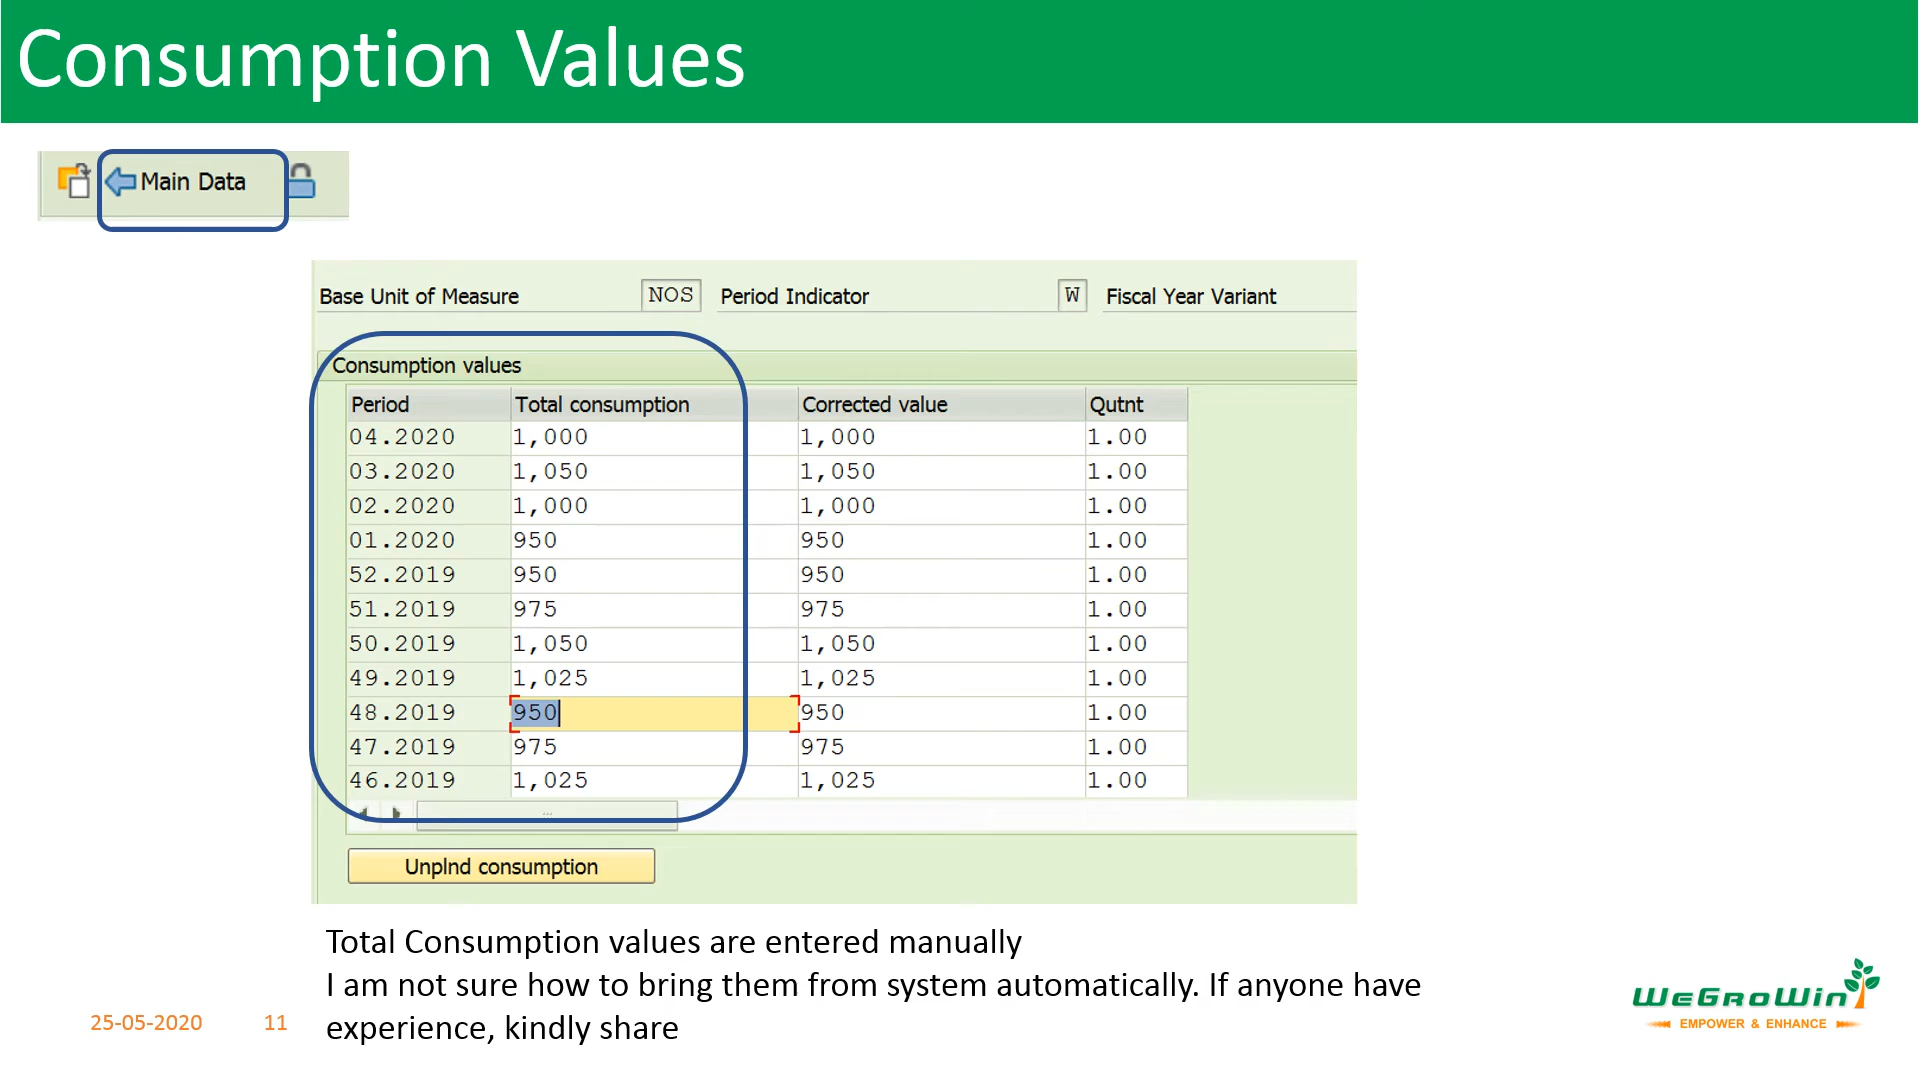 Consumption Values
Main Data
Base Unit of Measure NOS Period Indicator W Fiscal Year Variant
Consumption values
Period Total consumption Corrected value Qutnt
04.2020 1,000 1,000 1.00
03.2020 1,050 1,050 1.00
02.2020 1,000 1,000 1.00
01.2020 950 950 1.00
52.2019 950 950 1.00
51.2019 975 975 1.00
50.2019 1,050 1,050 1.00
49.2019 1,025 1,025 1.00
48.2019 950 950 1.00
47.2019 975 975 1.00
46.2019 1,025 1,025 1.00
Unplnd consumption
Total Consumption values are entered manually
I am not sure how to bring them from system automatically. If anyone have
experience, kindly share
25-05-2020 11
WeGroWin
EMPOWER & ENHANCE